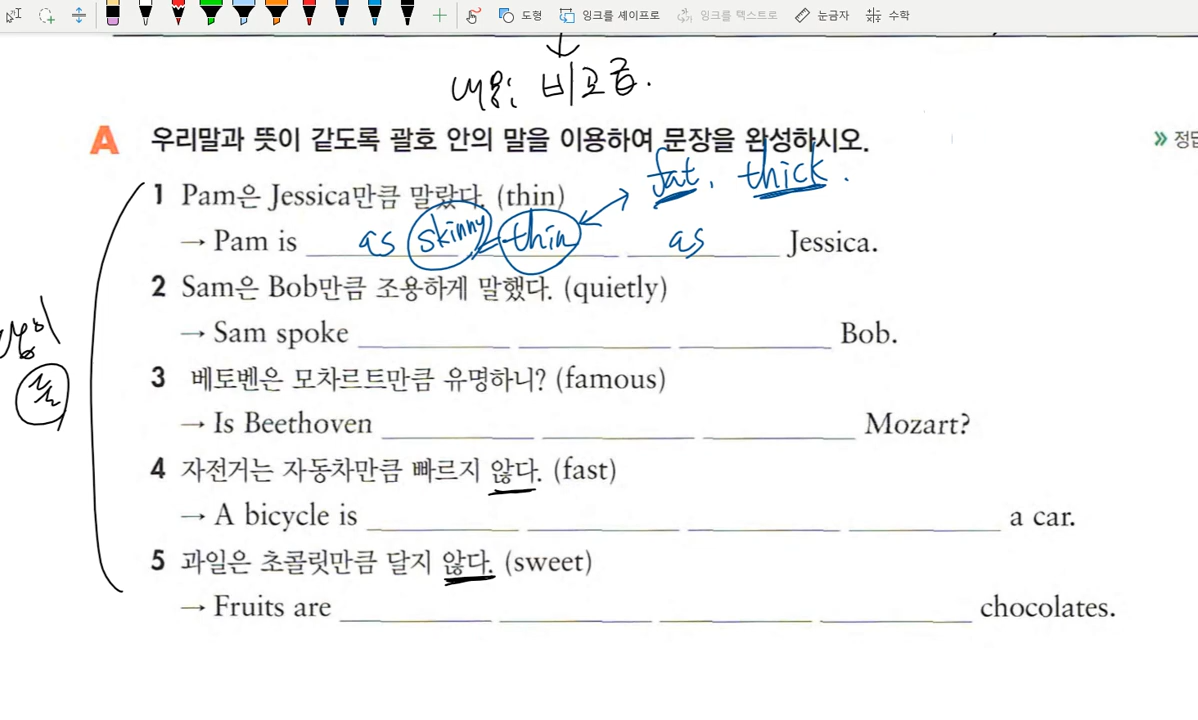 도형 잉크를 셰이프로 잉크를 텍스트로 눈금자 수학
내용: 비교급.
A 우리말과 뜻이 같도록 괄호 안의 말을 이용하여 문장을 완성하시오.
» 정답
fat, thick.
1 Pam은 Jessica만큼 말랐다. (thin)
→ Pam is as skinny = thin as Jessica.
2 Sam은 Bob만큼 조용하게 말했다. (quietly)
→ Sam spoke Bob.
3 베토벤은 모차르트만큼 유명하니? (famous)
→ Is Beethoven Mozart?
4 자전거는 자동차만큼 빠르지 않다. (fast)
→ A bicycle is a car.
5 과일은 초콜릿만큼 달지 않다. (sweet)
→ Fruits are chocolates.